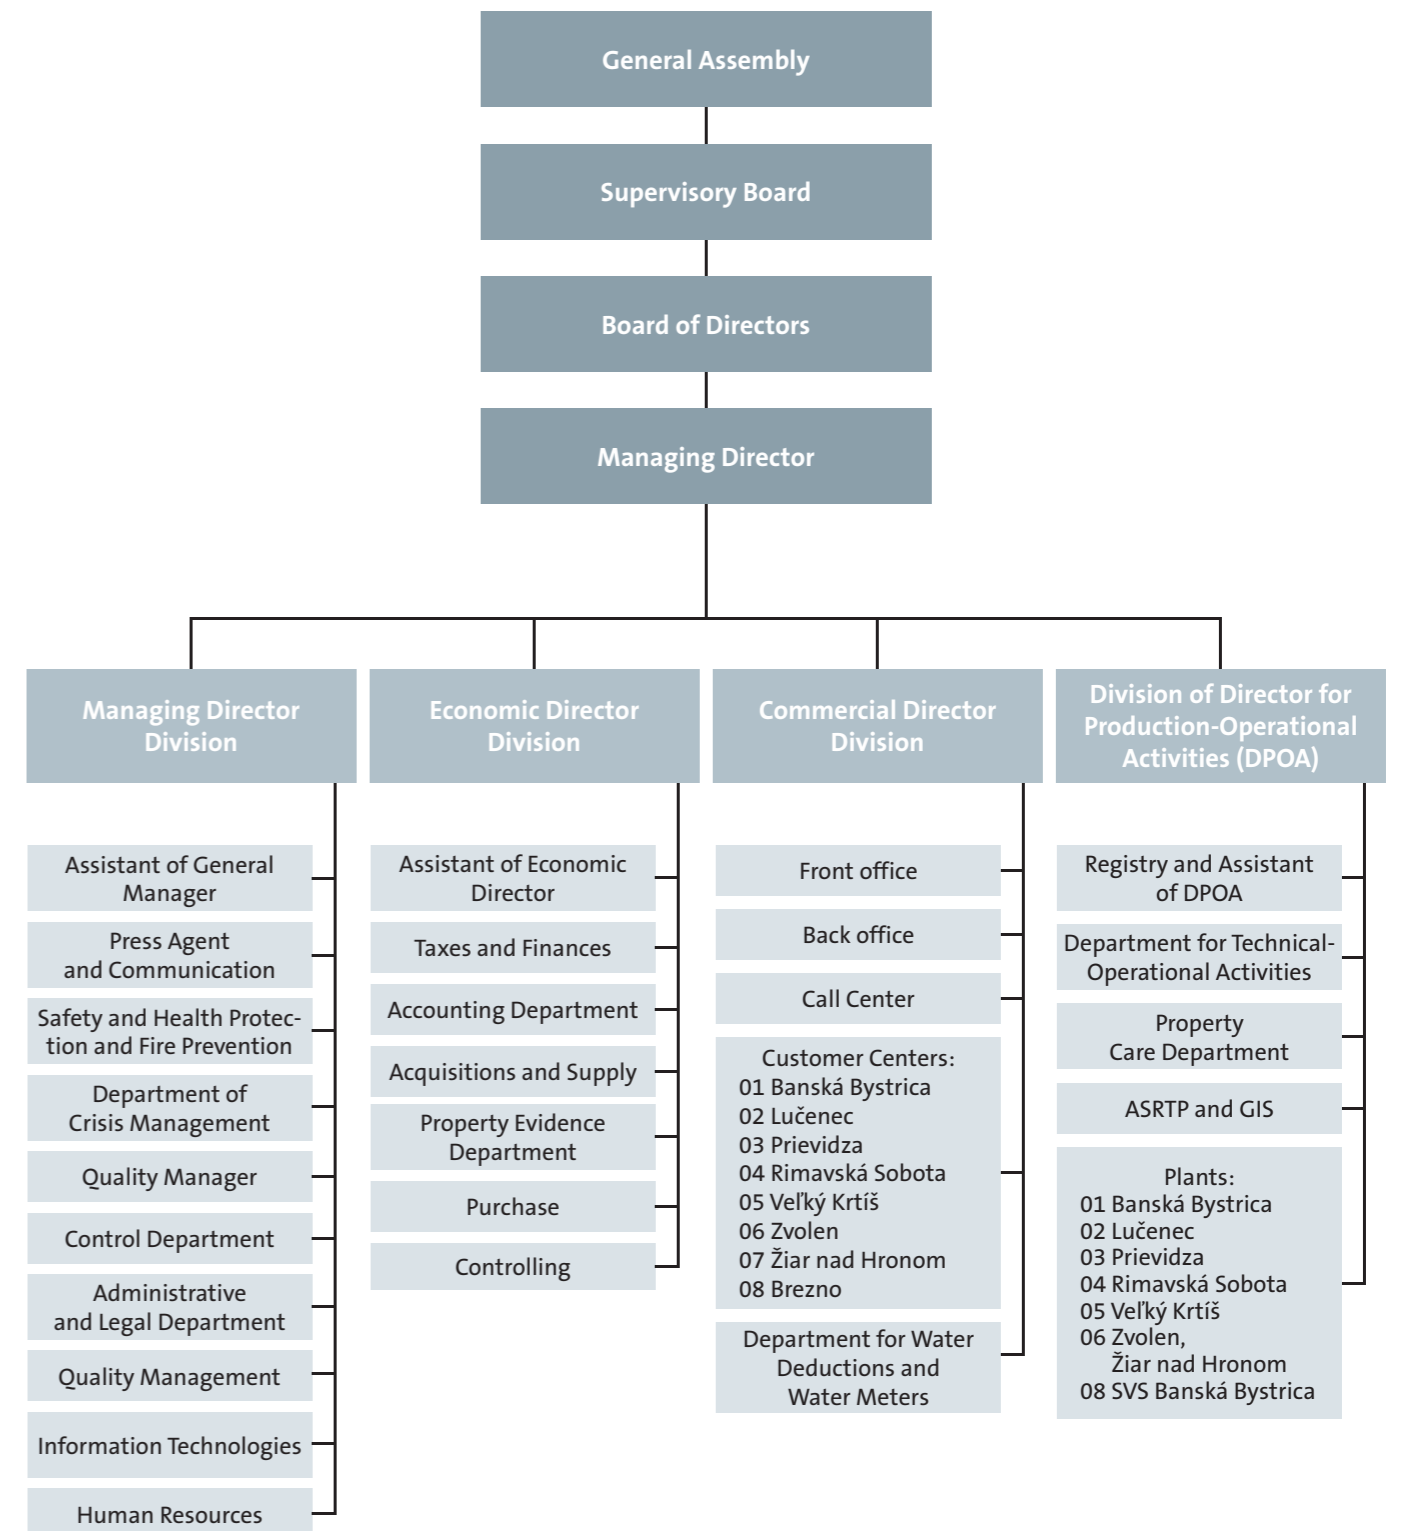 General Assembly
Supervisory Board
Board of Directors
Managing Director
Managing Director
Division
Economic Director
Division
Commercial Director
Division
Division of Director for
Production-Operational
Activities (DPOA)
Assistant of General
Manager
Press Agent
and Communication
Safety and Health Protec-
tion and Fire Prevention
Department of
Crisis Management
Quality Manager
Control Department
Administrative
and Legal Department
Quality Management
Information Technologies
Human Resources
Assistant of Economic
Director
Taxes and Finances
Accounting Department
Acquisitions and Supply
Property Evidence
Department
Purchase
Controlling
Front office
Back office
Call Center
Customer Centers:
01 Banská Bystrica
02 Lučenec
03 Prievidza
04 Rimavská Sobota
05 Veľký Krtíš
06 Zvolen
07 Žiar nad Hronom
08 Brezno
Department for Water
Deductions and
Water Meters
Registry and Assistant
of DPOA
Department for Technical-
Operational Activities
Property
Care Department
ASRTP and GIS
Plants:
01 Banská Bystrica
02 Lučenec
03 Prievidza
04 Rimavská Sobota
05 Veľký Krtíš
06 Zvolen,
Žiar nad Hronom
08 SVS Banská Bystrica